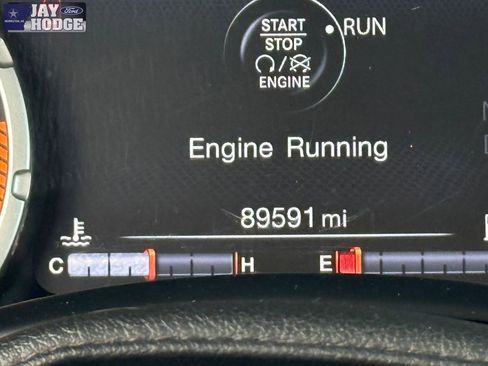 JAY
Ford
HODGE
START
STOP
ENGINE
RUN
Engine Running
89591 mi
C
H
E